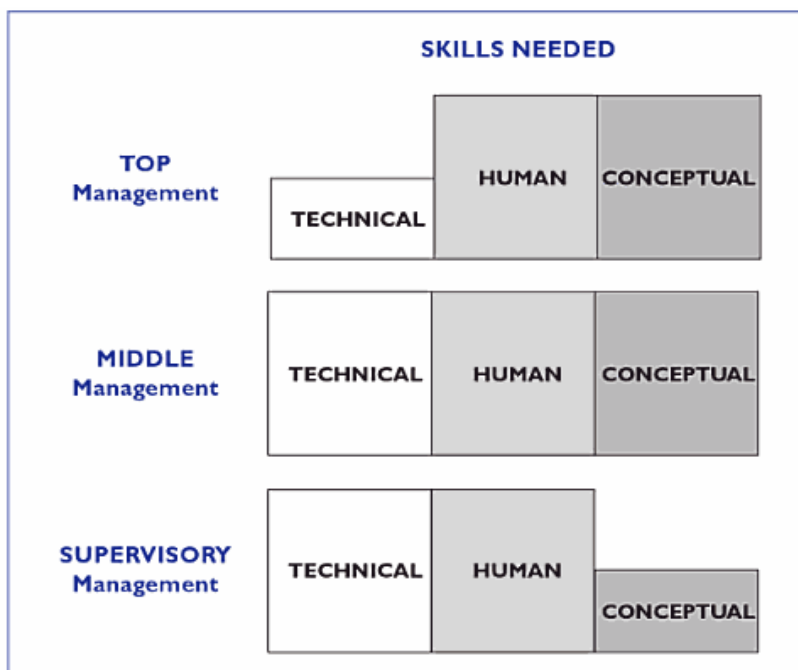 SKILLS NEEDED
TOP
Management
TECHNICAL
HUMAN
CONCEPTUAL
MIDDLE
Management
TECHNICAL
HUMAN
CONCEPTUAL
SUPERVISORY
Management
TECHNICAL
HUMAN
CONCEPTUAL